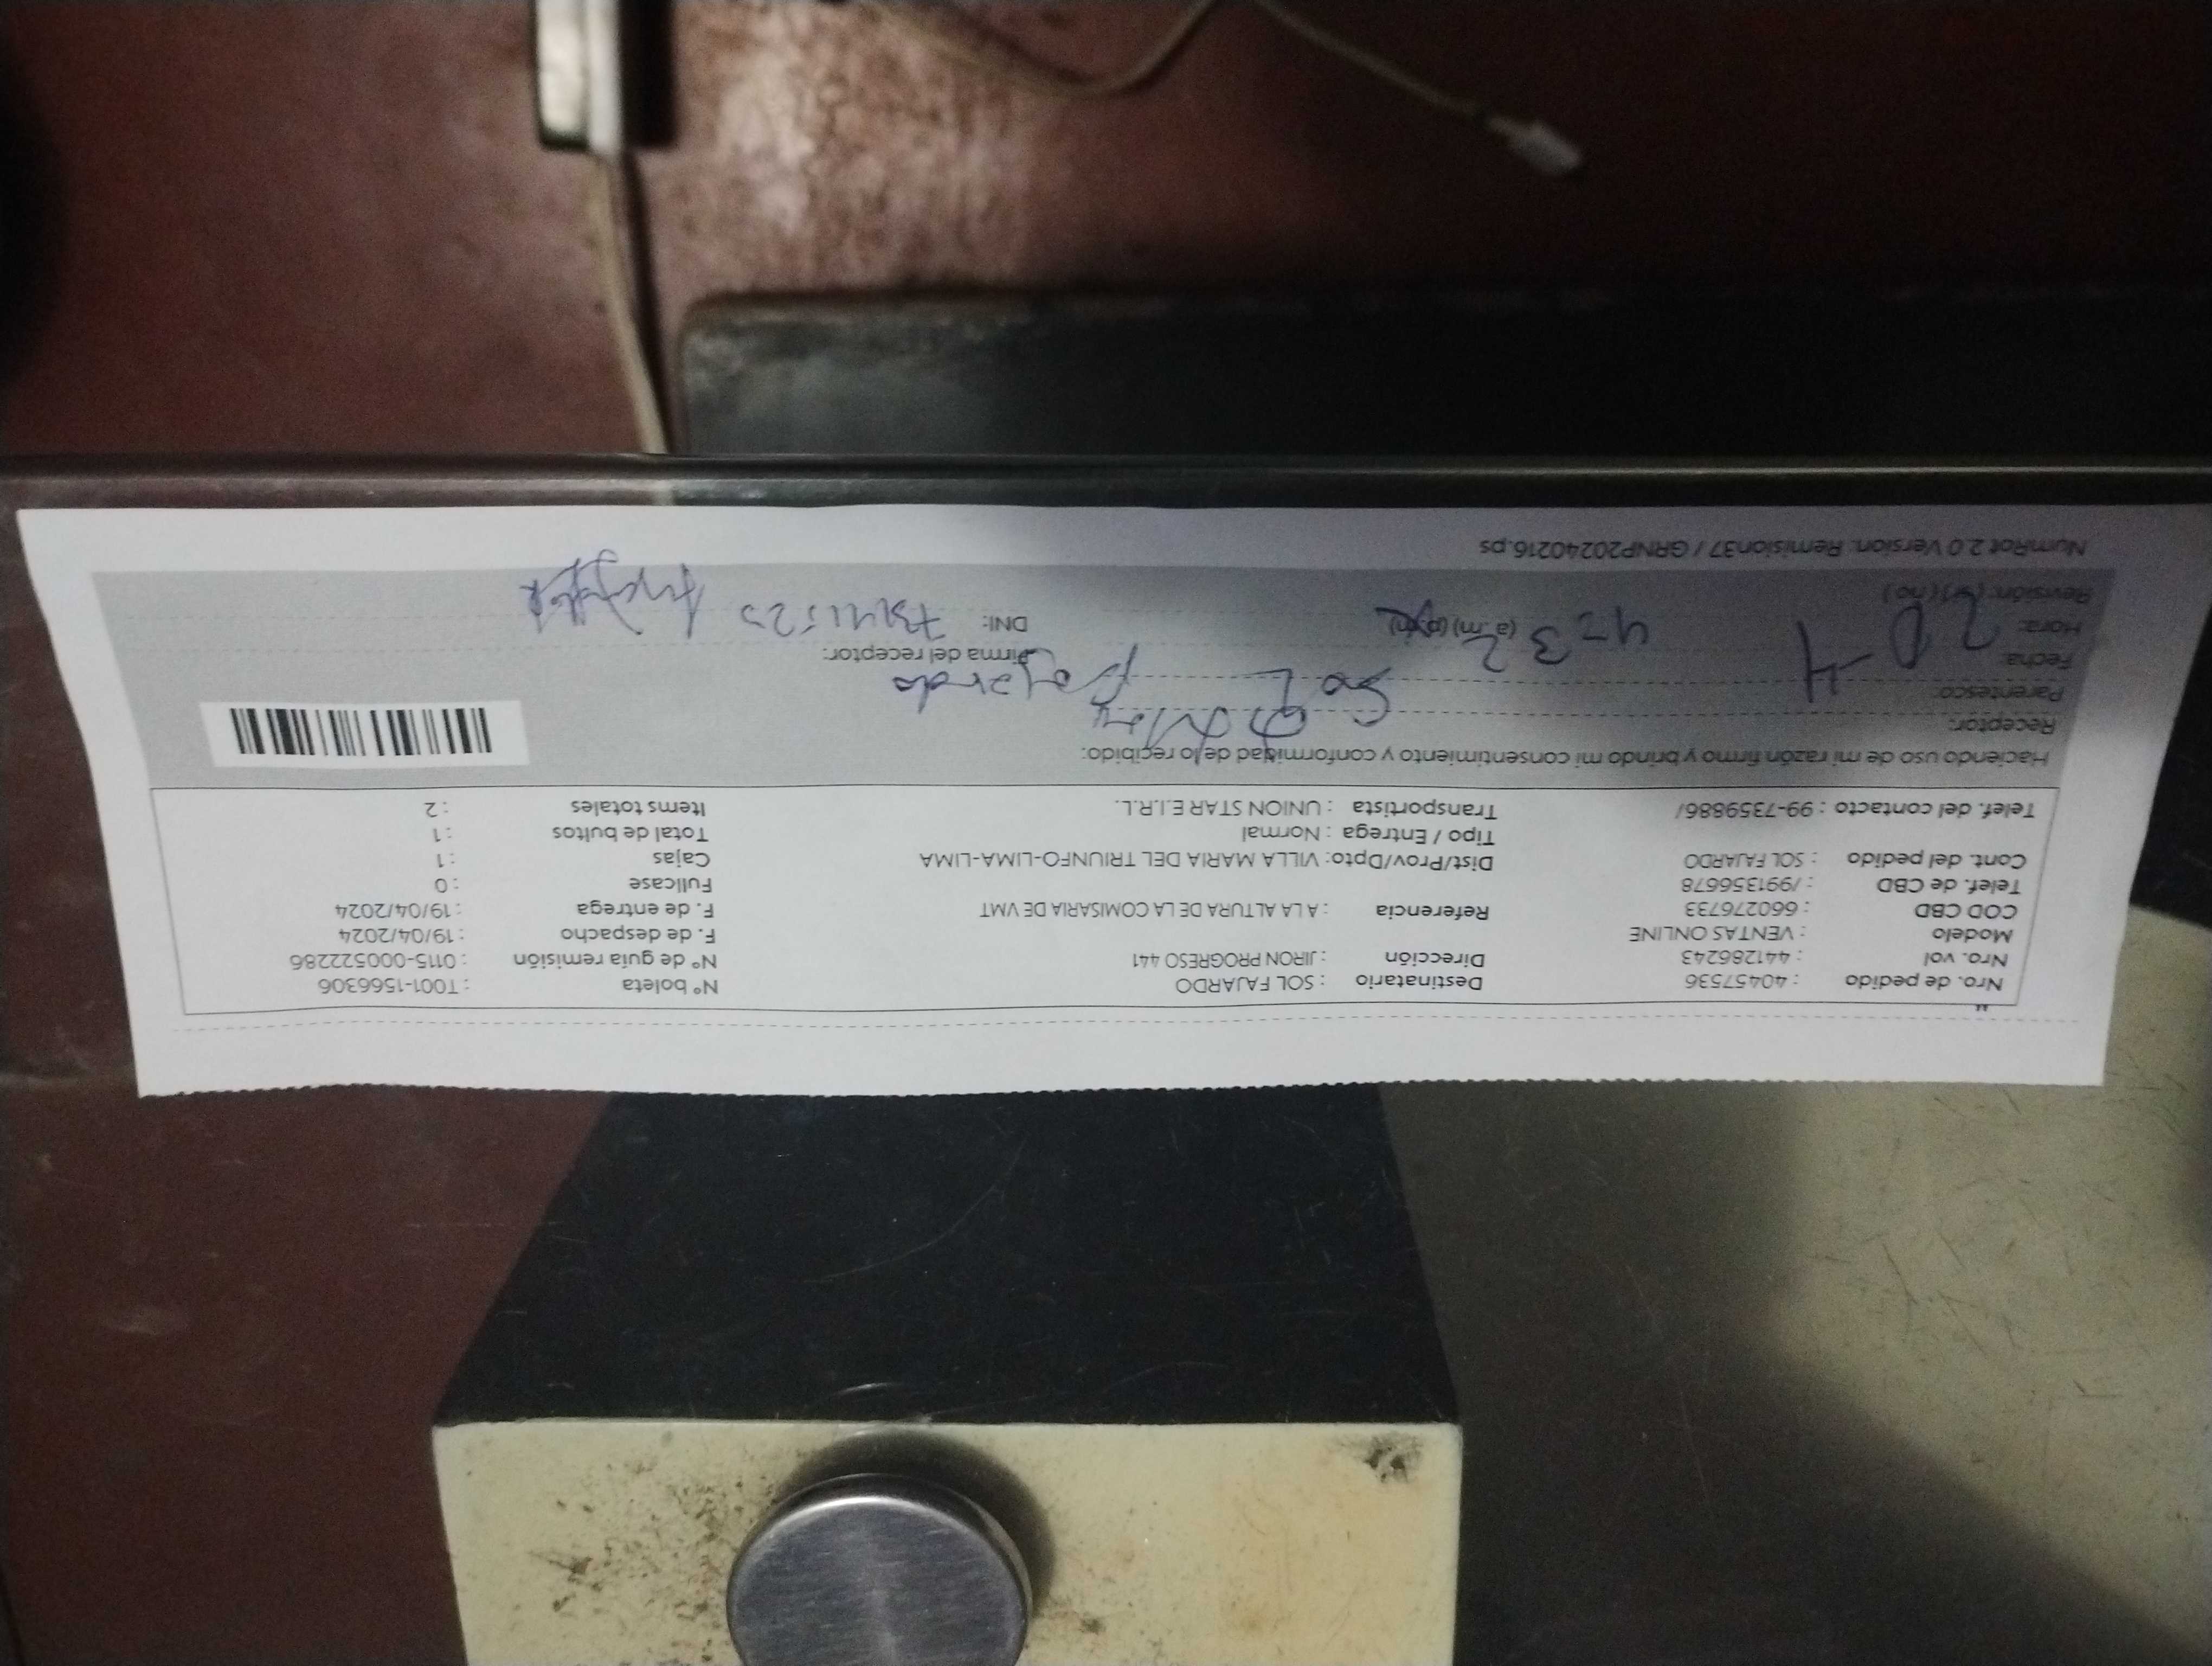 Nro. de pedido : 40457536 Destinatario : SOL FAJARDO N° boleta : T001-1566306
Nro. vol : 441286243 Dirección : JIRON PROGRESO 441 N° de guía remisión : 0115-000522286
Modelo : VENTAS ONLINE F. de despacho : 19/04/2024
COD CBD : 660276733 Referencia : A LA ALTURA DE LA COMISARIA DE VMT F. de entrega : 19/04/2024
Telef. de CBD : /991356678 Fullcase : 0
Cont. del pedido : SOL FAJARDO Dist/Prov/Dpto: VILLA MARIA DEL TRIUNFO-LIMA-LIMA Cajas : 1
Tipo / Entrega : Normal Total de bultos : 1
Telef. del contacto : 99-7359886/ Transportista : UNION STAR E.I.R.L. Items totales : 2
Haciendo uso de mi razón firmo y brindo mi consentimiento y conformidad de lo recibido:
Receptor:
Parentesco: Sol Fajardo
Fecha: Firma del receptor:
Hora: 4=32 (a.m) DNI:
Revisión: (si) (no)
NumRot 2.0 Version. Remision37 / GRNP20240216.ps